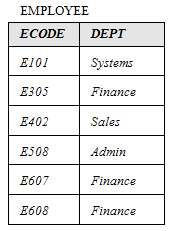 EMPLOYEE
ECODE DEPT
E101 Systems
E305 Finance
E402 Sales
E508 Admin
E607 Finance
E608 Finance